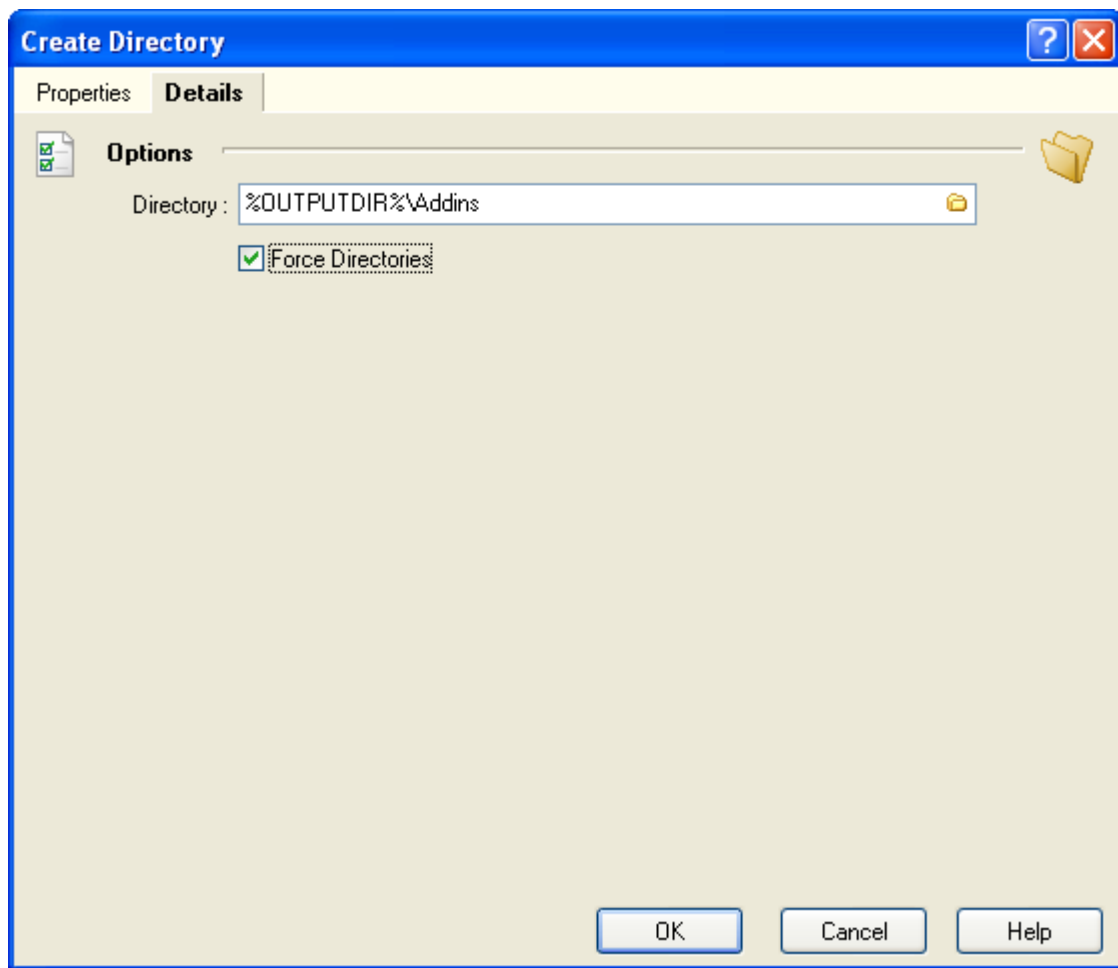 Create Directory
Properties Details
Options
Directory : %OUTPUTDIR%\Addins
Force Directories
OK Cancel Help